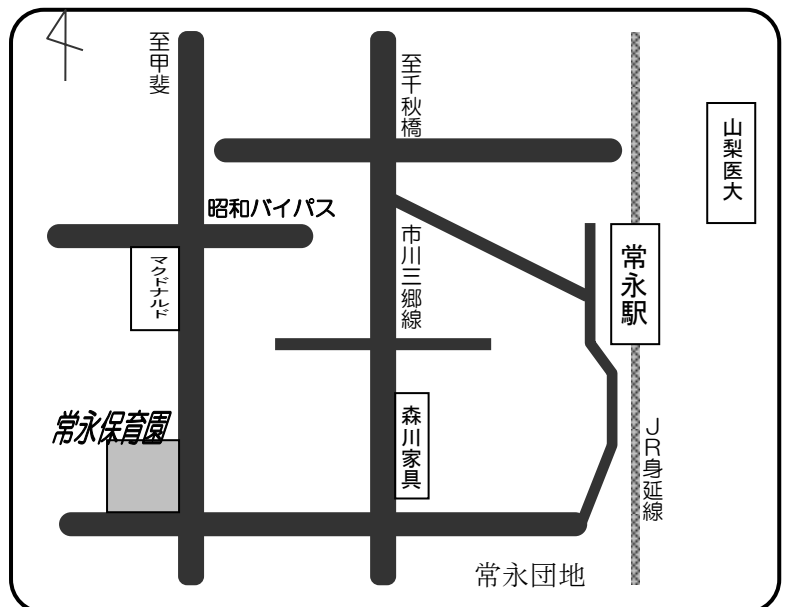 至甲斐
至千秋橋
山梨医大
昭和バイパス
市川三郷線
常永駅
マクドナルド
森川家具
常永保育園
JR身延線
常永団地